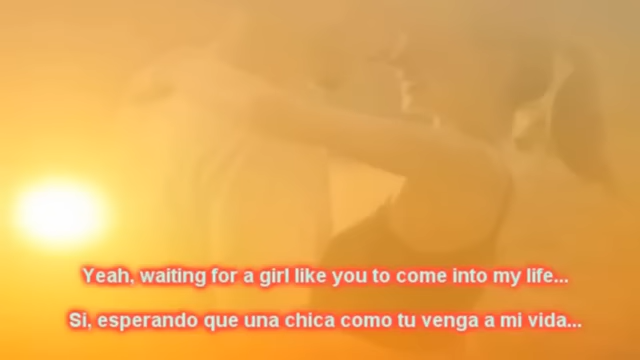 Yeah, waiting for a girl like you to come into my life...
Si, esperando que una chica como tu venga a mi vida...